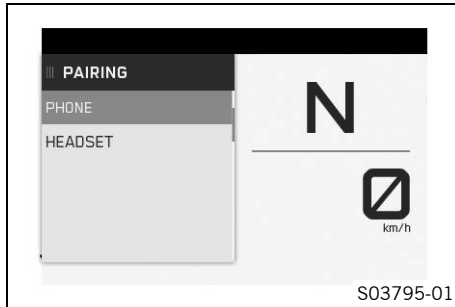 PAIRING
PHONE
HEADSET
N
0
km/h
S03795-01